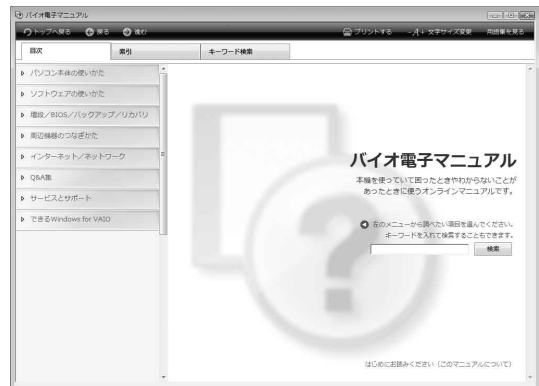 バイオ電子マニュアル
トップへ戻る 戻る 進む プリントする －A＋ 文字サイズ変更 用語集を見る
目次 索引 キーワード検索
パソコン本体の使いかた
ソフトウェアの使いかた
増設／BIOS／バックアップ／リカバリ
周辺機器のつなぎかた
インターネット／ネットワーク
Q&A集
サービスとサポート
できるWindows for VAIO
バイオ電子マニュアル
本機を使っていて困ったときやわからないことが
あったときに使うオンラインマニュアルです。
左のメニューから調べたい項目を選んでください。
キーワードを入れて検索することもできます。
検索
はじめにお読みください（このマニュアルについて）